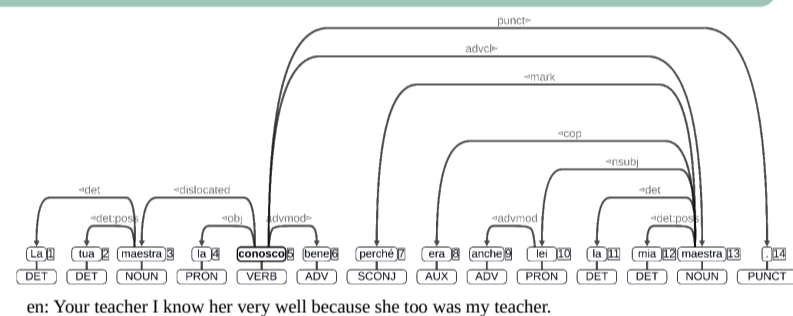 punct▻
advcl▻
◅mark
◅cop
◅nsubj
◅det ◅dislocated ◅det
◅det:poss ◅obj advmod▻ ◅advmod ◅det:poss
La 1 tua 2 maestra 3 la 4 conosco 5 bene 6 perché 7 era 8 anche 9 lei 10 la 11 mia 12 maestra 13 . 14
DET DET NOUN PRON VERB ADV SCONJ AUX ADV PRON DET DET NOUN PUNCT
en: Your teacher I know her very well because she too was my teacher.